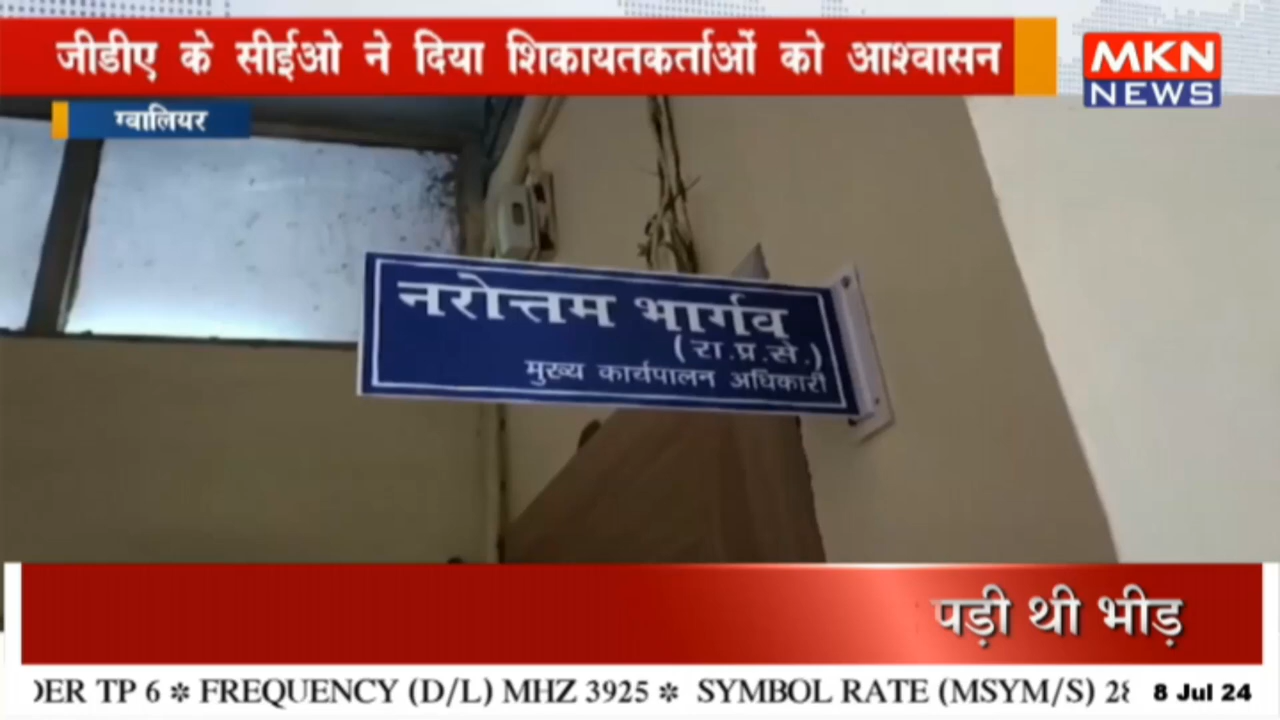 जीडीए के सीईओ ने दिया शिकायतकर्ताओं को आश्वासन
MKN
NEWS
ग्वालियर
नरोत्तम भार्गव
(रा.प्र.से.)
मुख्य कार्यपालन अधिकारी
पड़ी थी भीड़
TP 6 ✲ FREQUENCY (D/L) MHZ 3925 ✲ SYMBOL RATE (MSYM/S)
8 Jul 24